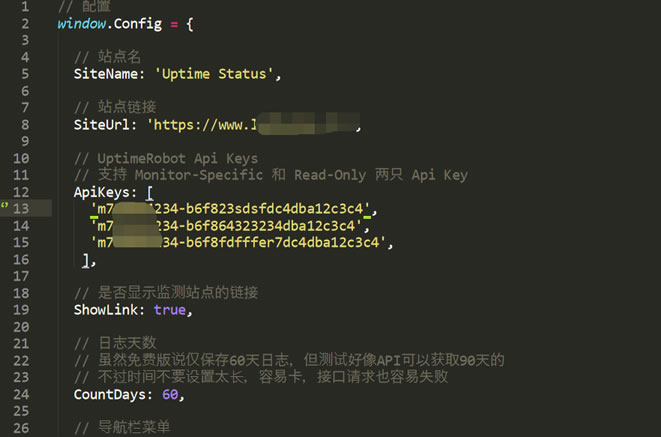 1 // 配置
2 window.Config = {
3
4 // 站点名
5 SiteName: 'Uptime Status',
6
7 // 站点链接
8 SiteUrl: 'https://www.
9
10 // UptimeRobot Api Keys
11 // 支持 Monitor-Specific 和 Read-Only 两只 Api Key
12 ApiKeys: [
13 'm7 234-b6f823sdsfdc4dba12c3c4',
14 'm7 234-b6f864323234dba12c3c4',
15 'm7 34-b6f8fdfffer7dc4dba12c3c4',
16 ],
17
18 // 是否显示监测站点的链接
19 ShowLink: true,
20
21 // 日志天数
22 // 虽然免费版说仅保存60天日志，但测试好像API可以获取90天的
23 // 不过时间不要设置太长，容易卡，接口请求也容易失败
24 CountDays: 60,
25
26 // 导航栏菜单